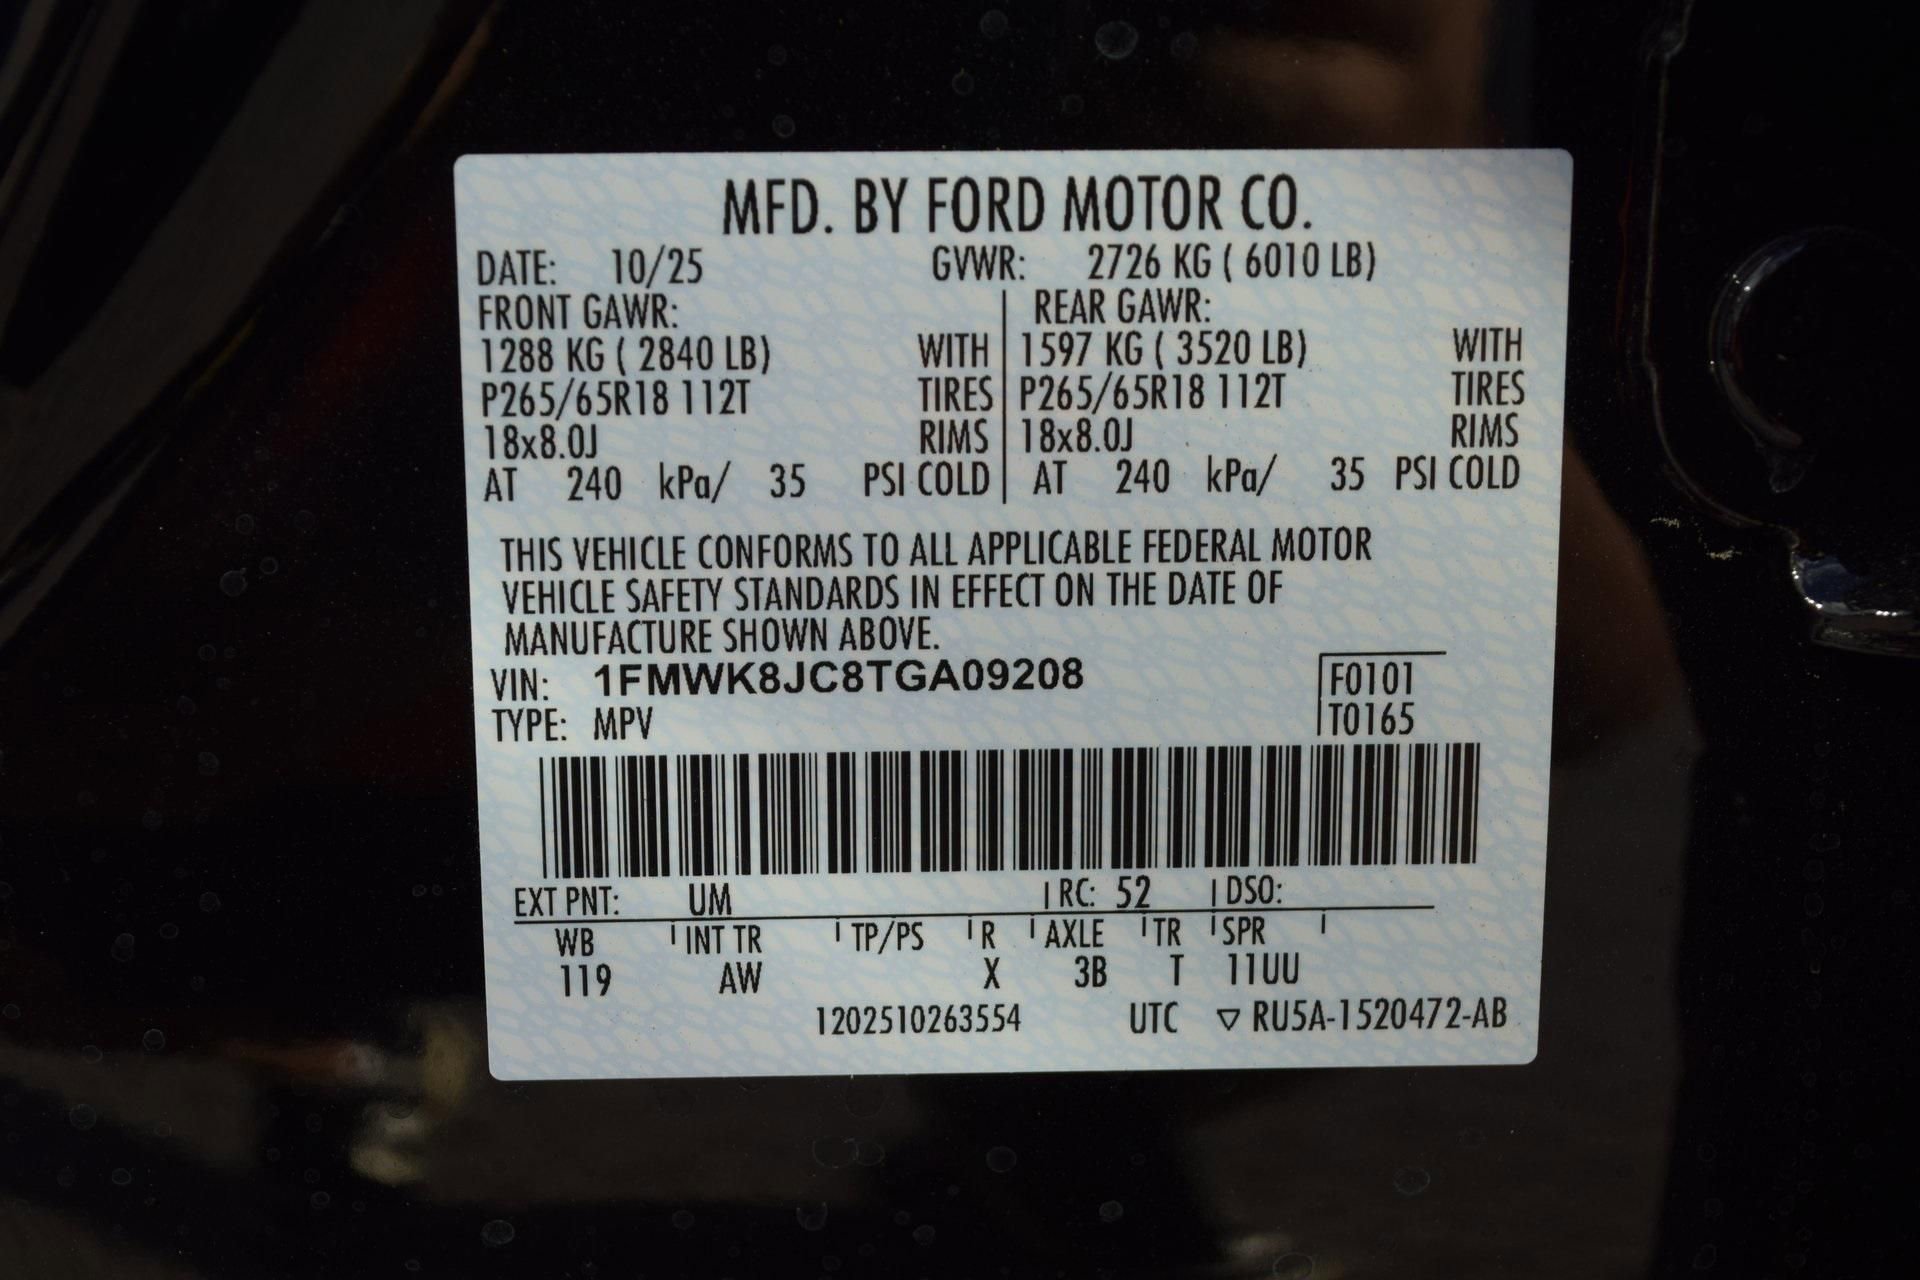 MFD. BY FORD MOTOR CO.
DATE: 10/25 GVWR: 2726 KG ( 6010 LB)
FRONT GAWR: REAR GAWR:
1288 KG ( 2840 LB) WITH 1597 KG ( 3520 LB) WITH
P265/65R18 112T TIRES P265/65R18 112T TIRES
18x8.0J RIMS 18x8.0J RIMS
AT 240 kPa/ 35 PSI COLD AT 240 kPa/ 35 PSI COLD
THIS VEHICLE CONFORMS TO ALL APPLICABLE FEDERAL MOTOR
VEHICLE SAFETY STANDARDS IN EFFECT ON THE DATE OF
MANUFACTURE SHOWN ABOVE.
VIN: 1FMWK8JC8TGA09208 F0101
TYPE: MPV T0165
EXT PNT: UM RC: 52 DSO:
WB INT TR TP/PS R AXLE TR SPR
119 AW X 3B T 11UU
1202510263554 UTC ▽ RU5A-1520472-AB